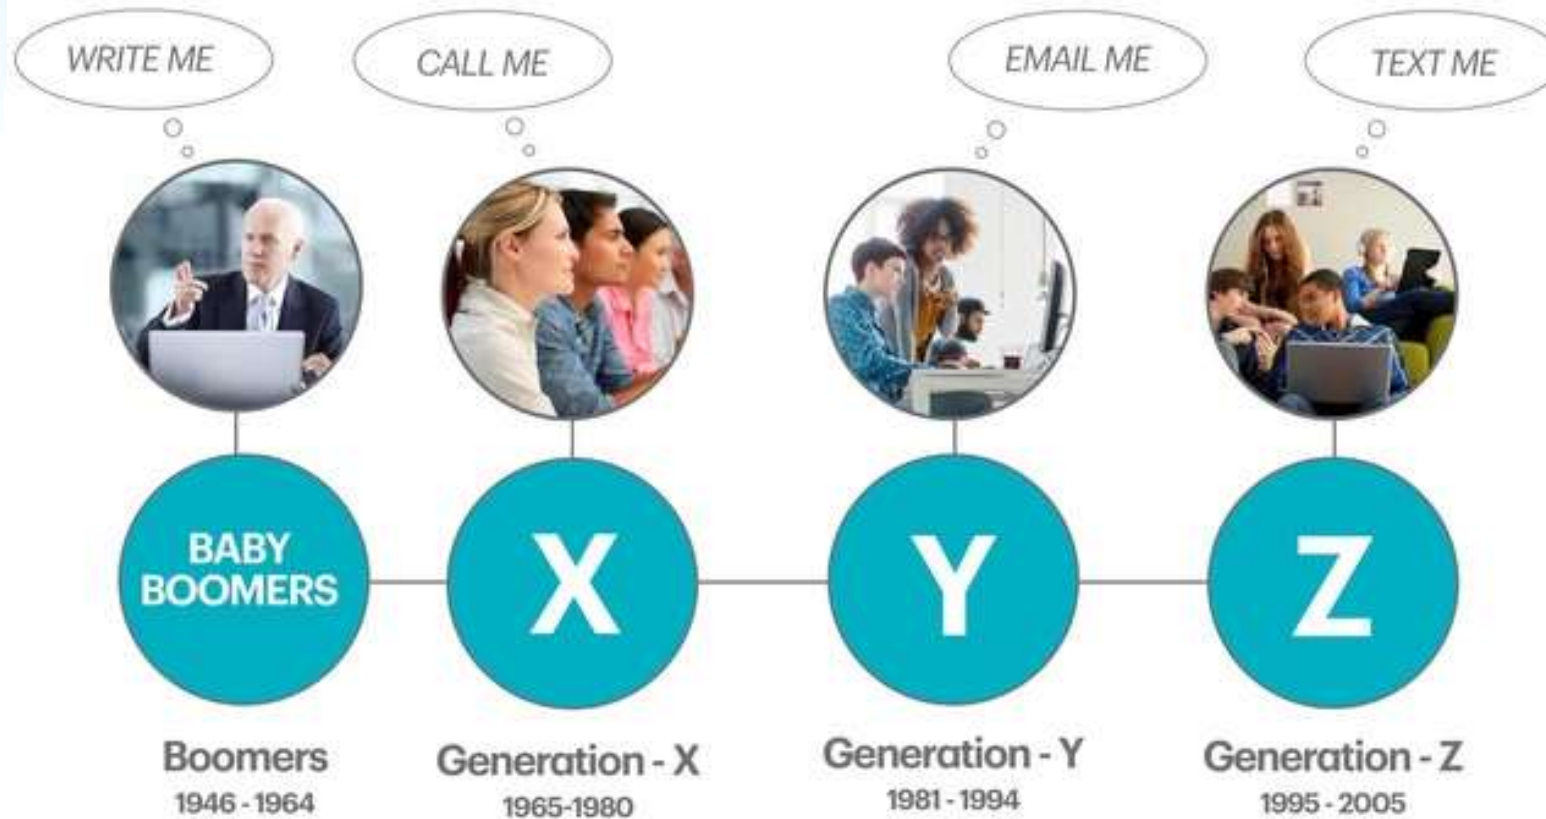 WRITE ME
CALL ME
EMAIL ME
TEXT ME
BABY
BOOMERS
X
Y
Z
Boomers
1946 - 1964
Generation - X
1965-1980
Generation - Y
1981 - 1994
Generation - Z
1995 - 2005